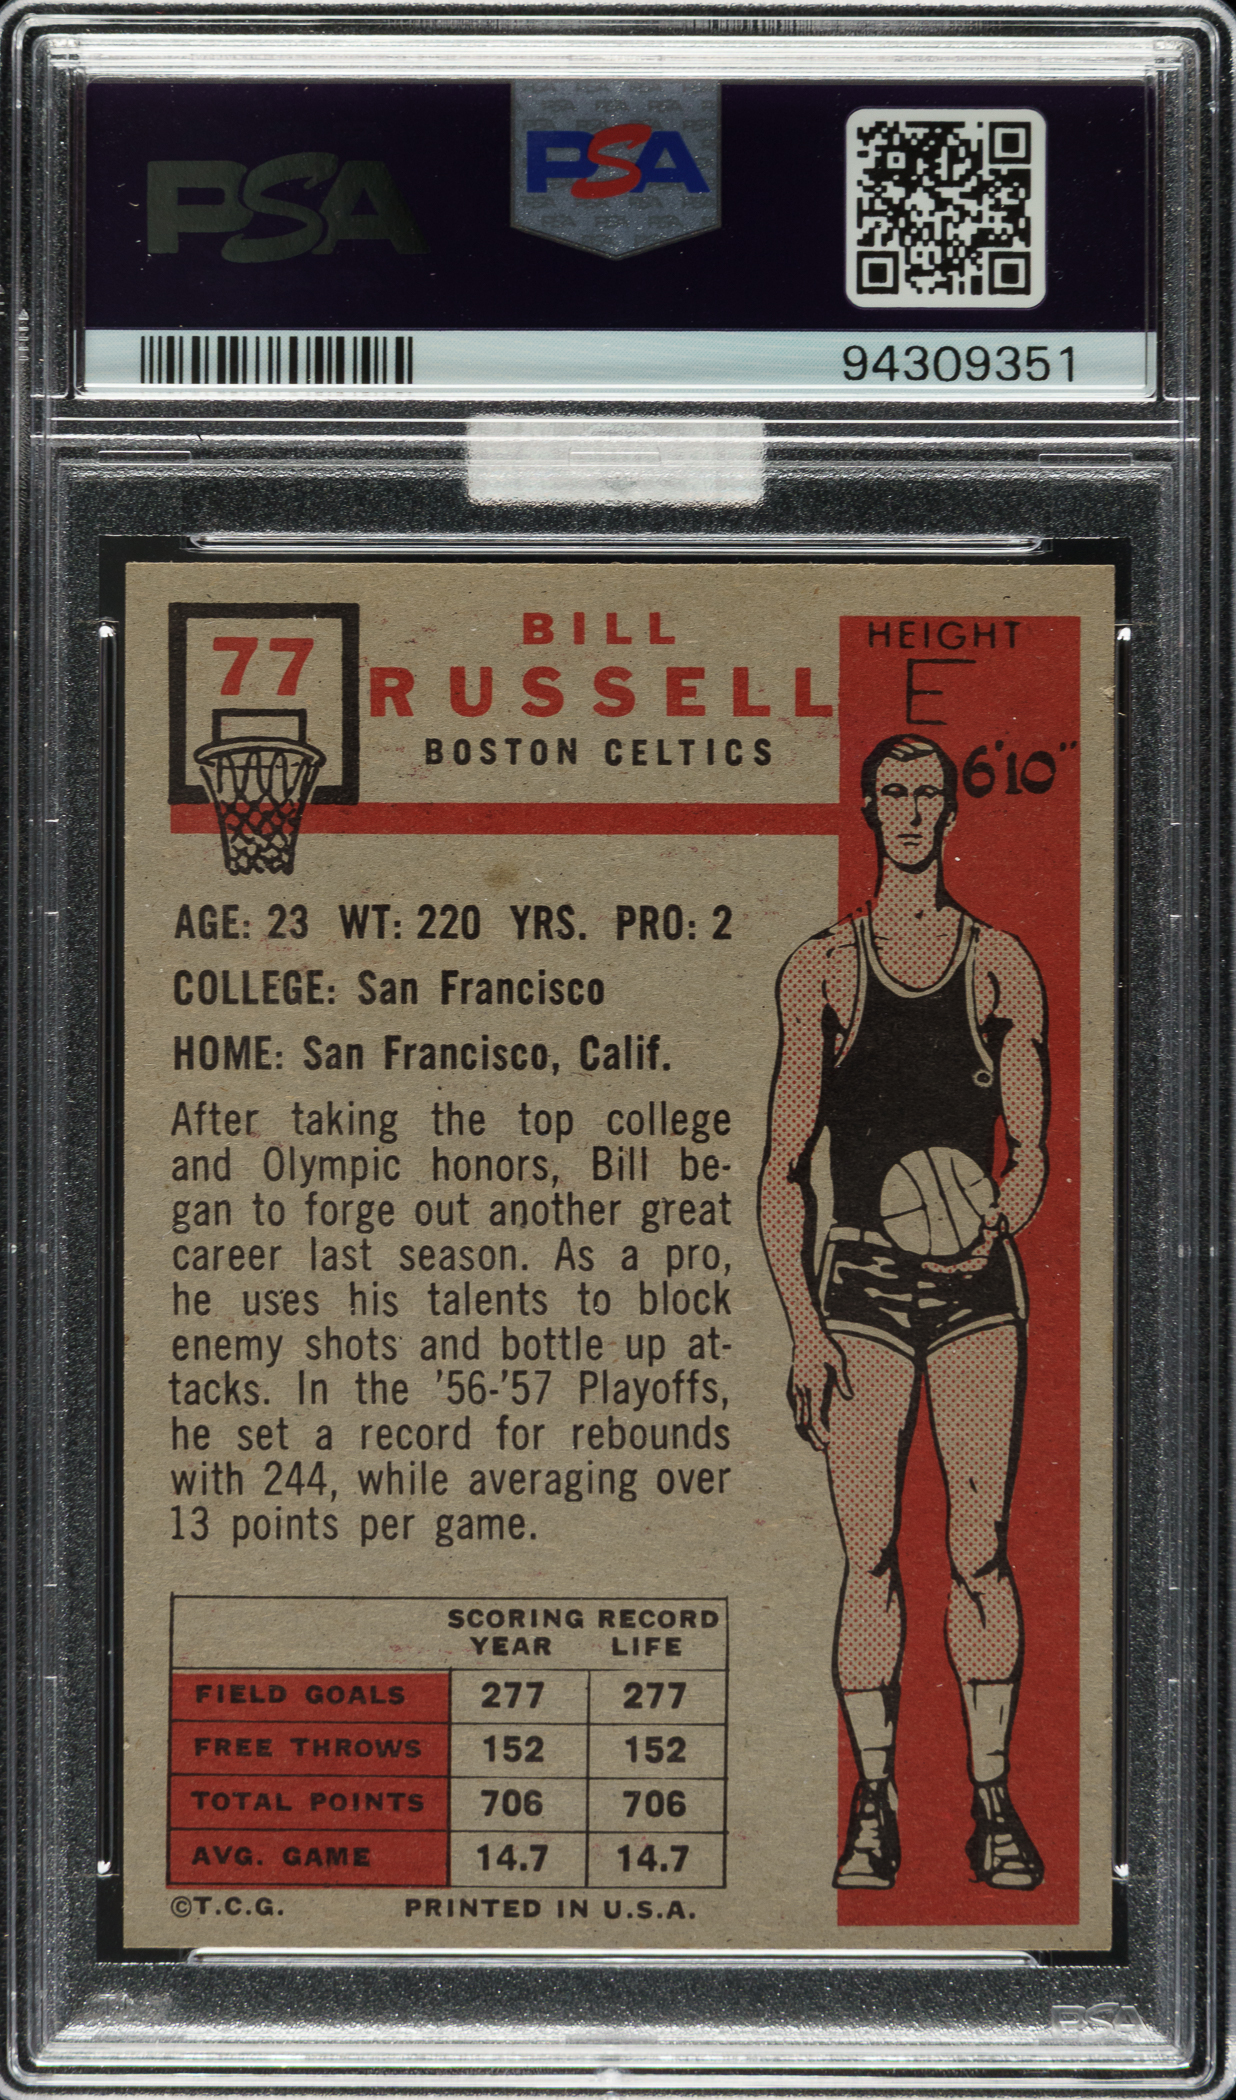 PSA
PSA
94309351
77
BILL
RUSSELL
BOSTON CELTICS
HEIGHT
E
6'10"
AGE: 23 WT: 220 YRS. PRO: 2
COLLEGE: San Francisco
HOME: San Francisco, Calif.
After taking the top college
and Olympic honors, Bill be-
gan to forge out another great
career last season. As a pro,
he uses his talents to block
enemy shots and bottle up at-
tacks. In the '56-'57 Playoffs,
he set a record for rebounds
with 244, while averaging over
13 points per game.
SCORING RECORD
YEAR LIFE
FIELD GOALS 277 277
FREE THROWS 152 152
TOTAL POINTS 706 706
AVG. GAME 14.7 14.7
©T.C.G. PRINTED IN U.S.A.
PSA